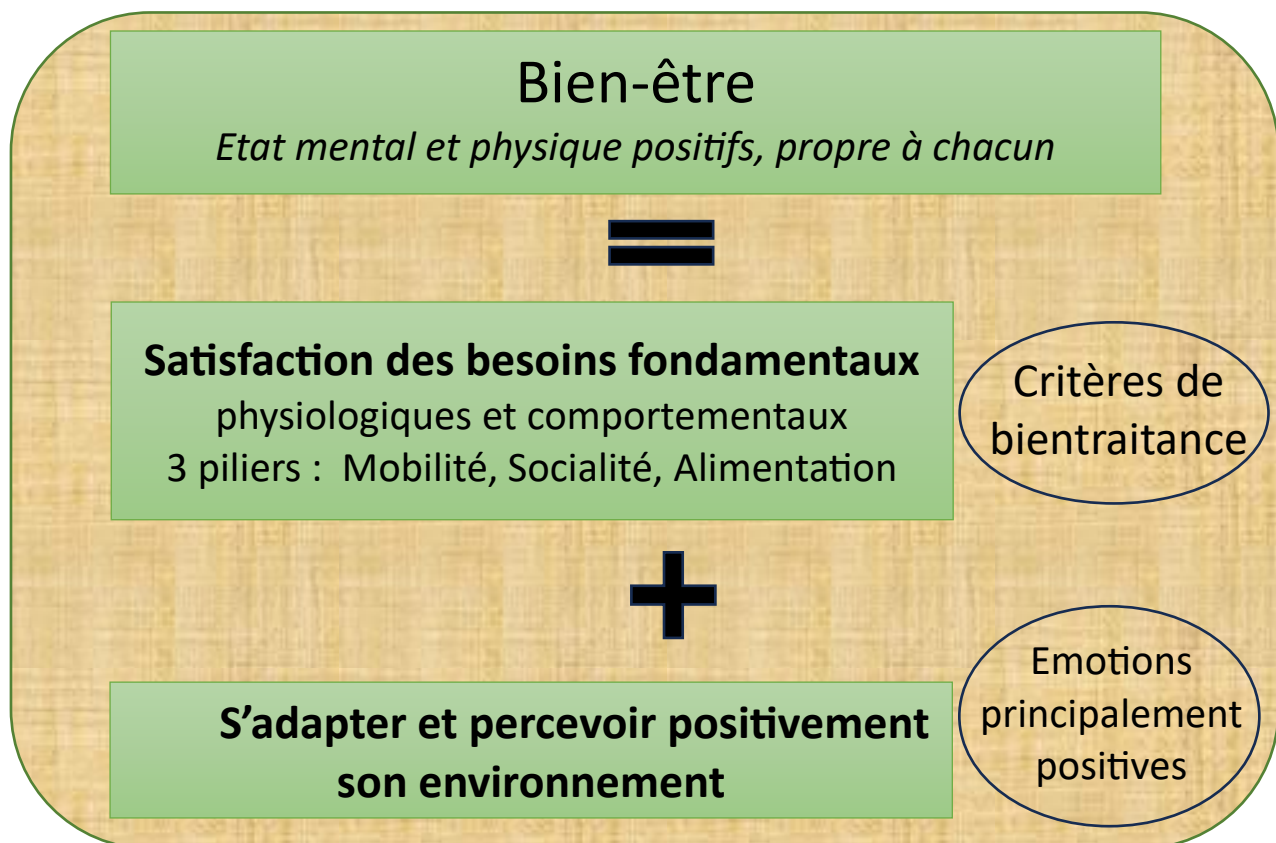 Bien-être
Etat mental et physique positifs, propre à chacun
=
Satisfaction des besoins fondamentaux
physiologiques et comportementaux
3 piliers : Mobilité, Socialité, Alimentation
Critères de
bientraitance
+
S'adapter et percevoir positivement
son environnement
Emotions
principalement
positives